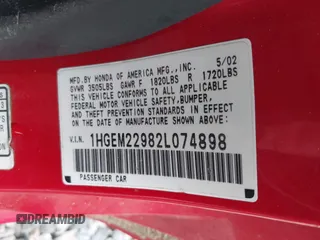 MFD. BY HONDA OF AMERICA MFG.,INC. 5/02
GVWR 3505LBS GAWR F 1820LBS R 1720LBS
THIS VEHICLE CONFORMS TO ALL APPLICABLE
FEDERAL MOTOR VEHICLE SAFETY,BUMPER,
AND THEFT PREVENTION STANDARDS IN EFFECT
ON THE DATE OF MANUFACTURE SHOWN ABOVE.
V.I.N. 1HGEM22982L074898
PASSENGER CAR
DREAMBID.COM